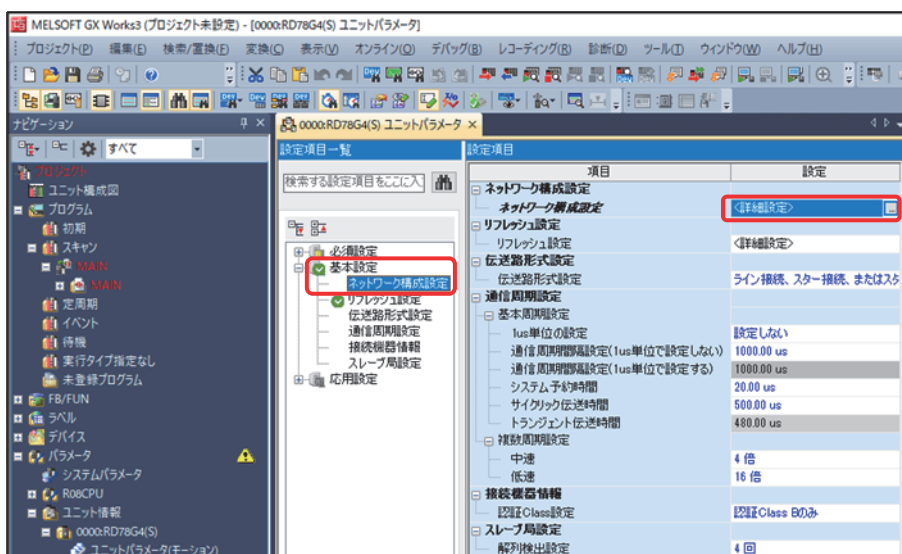 MELSOFT GX Works3 (プロジェクト未設定) - [0000:RD78G4(S) ユニットパラメータ]
プロジェクト(P) 編集(E) 検索/置換(F) 変換(C) 表示(V) オンライン(O) デバッグ(B) レコーディング(R) 診断(D) ツール(T) ウィンドウ(W) ヘルプ(H)
ナビゲーション
0000:RD78G4(S) ユニットパラメータ
すべて
プロジェクト
ユニット構成図
プログラム
初期
スキャン
MAIN
MAIN
定周期
イベント
待機
実行タイプ指定なし
未登録プログラム
FB/FUN
ラベル
デバイス
パラメータ
システムパラメータ
R08CPU
ユニット情報
0000:RD78G4(S)
ユニットパラメータ(モーション)
設定項目一覧
検索する設定項目をここに入
必須設定
基本設定
ネットワーク構成設定
リフレッシュ設定
伝送路形式設定
通信周期設定
接続機器情報
スレーブ局設定
応用設定
設定項目
項目 設定
ネットワーク構成設定
ネットワーク構成設定 <詳細設定>
リフレッシュ設定
リフレッシュ設定 <詳細設定>
伝送路形式設定
伝送路形式設定 ライン接続、スター接続、またはスタ
通信周期設定
基本周期設定
1us単位の設定 設定しない
通信周期間隔設定(1us単位で設定しない) 1000.00 us
通信周期間隔設定(1us単位で設定する) 1000.00 us
システム予約時間 20.00 us
サイクリック伝送時間 500.00 us
トランジェント伝送時間 480.00 us
複数周期設定
中速 4 倍
低速 16 倍
接続機器情報
認証Class設定 認証Class Bのみ
スレーブ局設定
解列検出設定 4 回